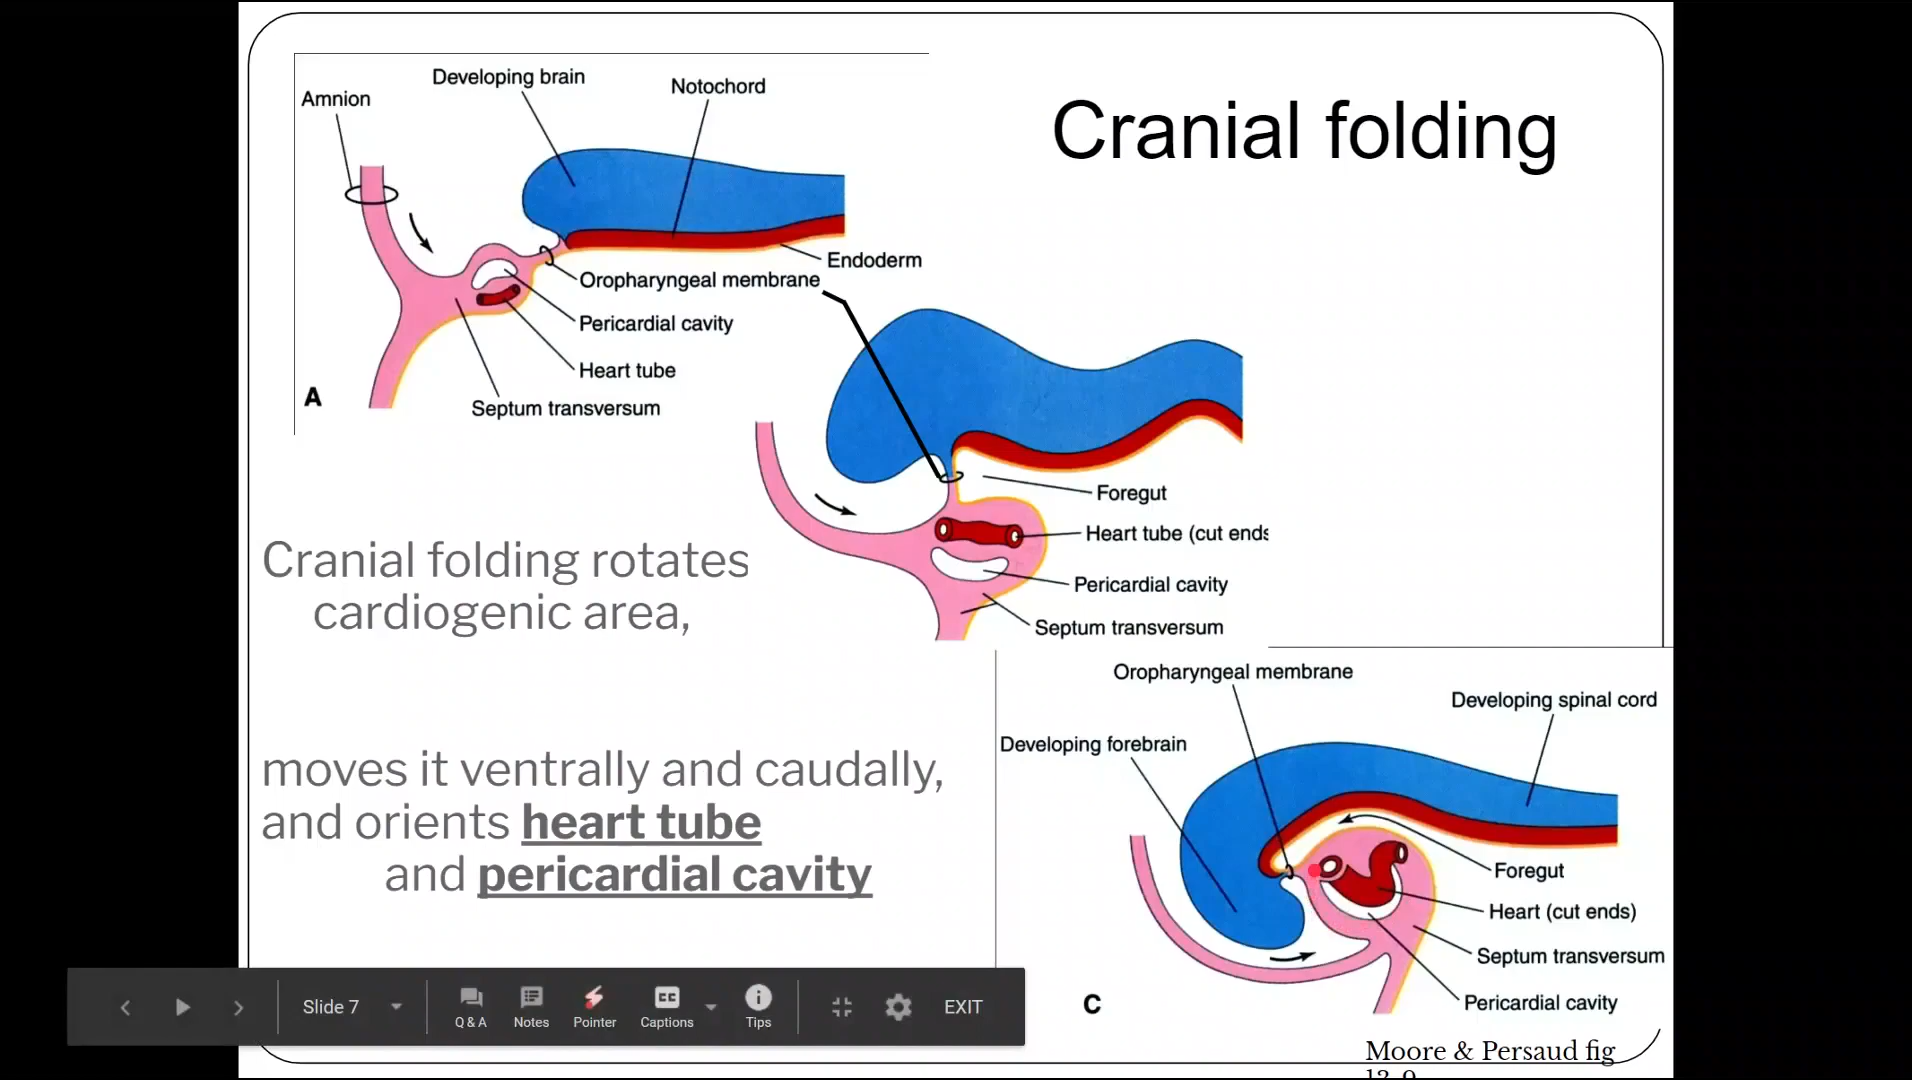 Cranial folding
Developing brain
Notochord
Amnion
Endoderm
Oropharyngeal membrane
Pericardial cavity
Heart tube
A
Septum transversum
Foregut
Heart tube (cut ends
Pericardial cavity
Septum transversum
Cranial folding rotates
cardiogenic area,
moves it ventrally and caudally,
and orients heart tube
and pericardial cavity
Oropharyngeal membrane
Developing spinal cord
Developing forebrain
Foregut
Heart (cut ends)
Septum transversum
Pericardial cavity
C
Moore & Persaud fig
Slide 7
Q & A
Notes
Pointer
CC
Captions
Tips
EXIT